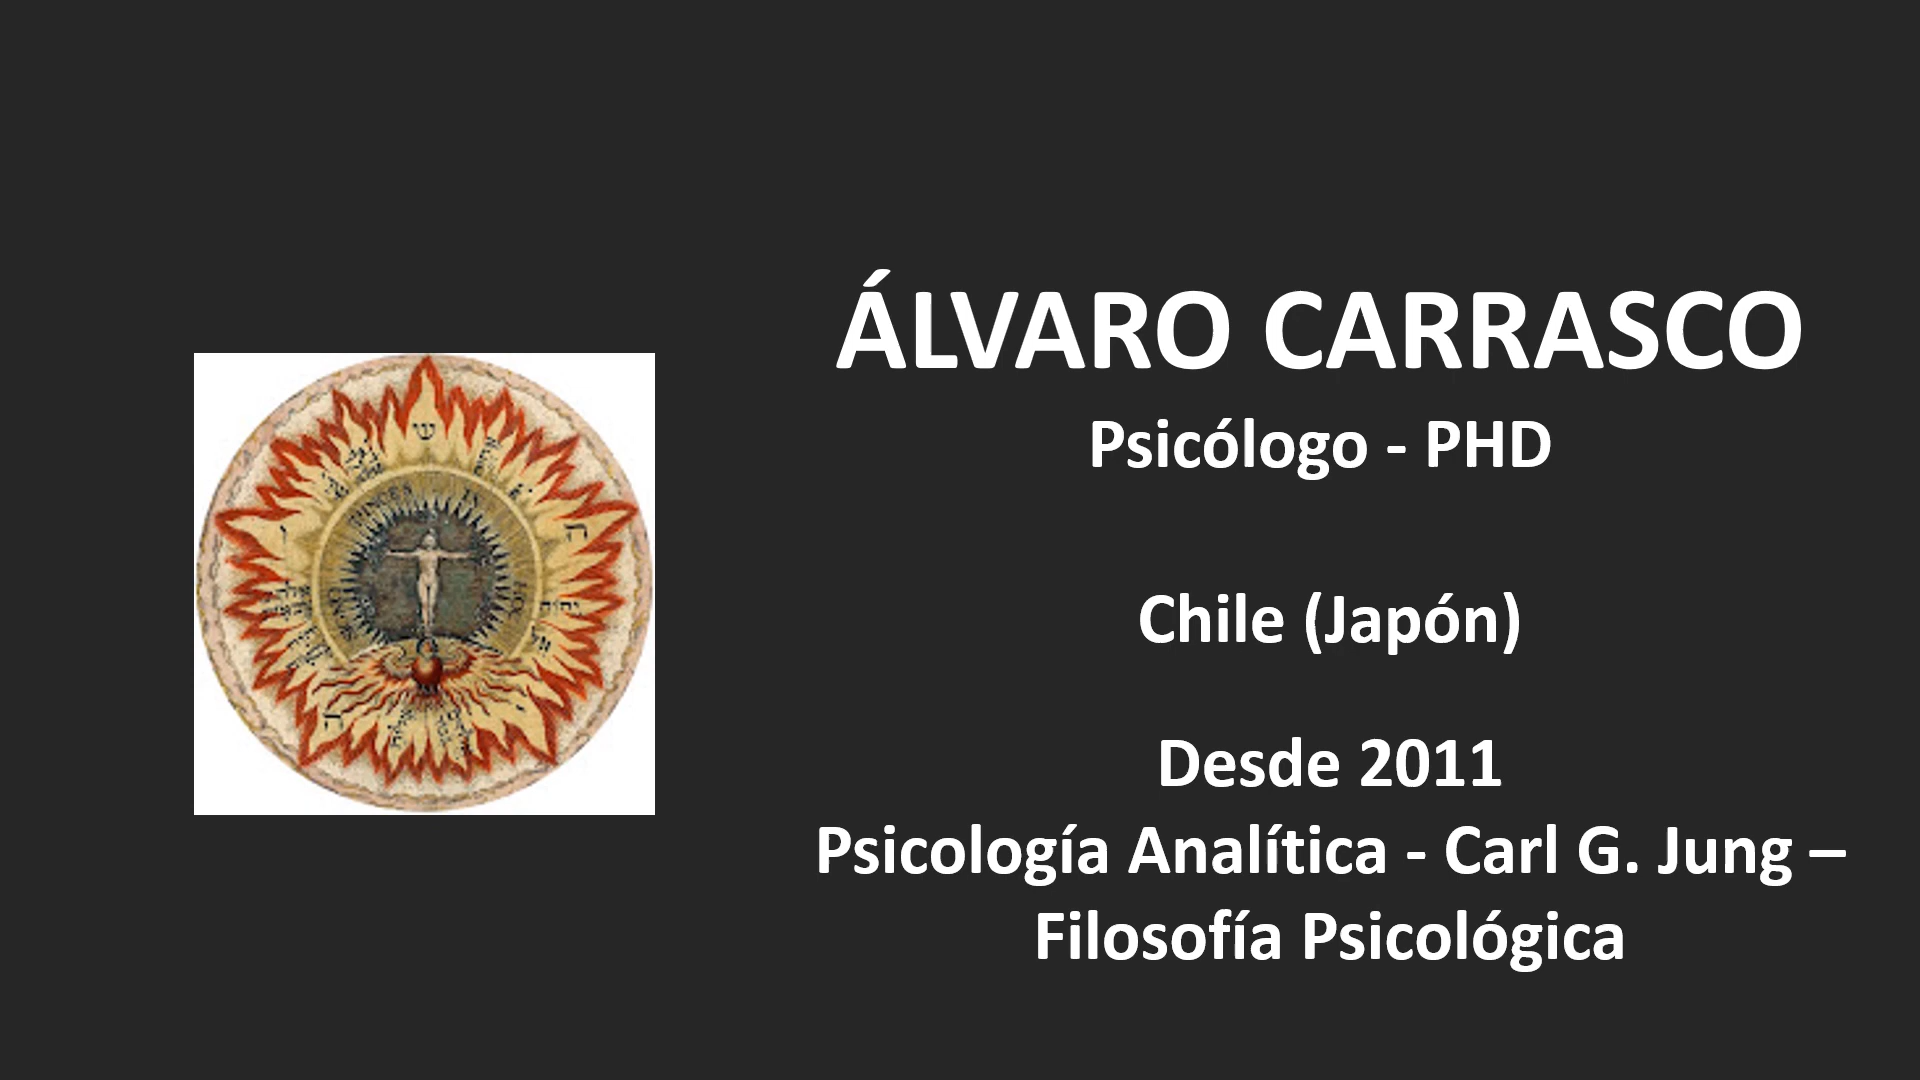 ÁLVARO CARRASCO
Psicólogo - PHD
Chile (Japón)
Desde 2011
Psicología Analítica - Carl G. Jung –
Filosofía Psicológica